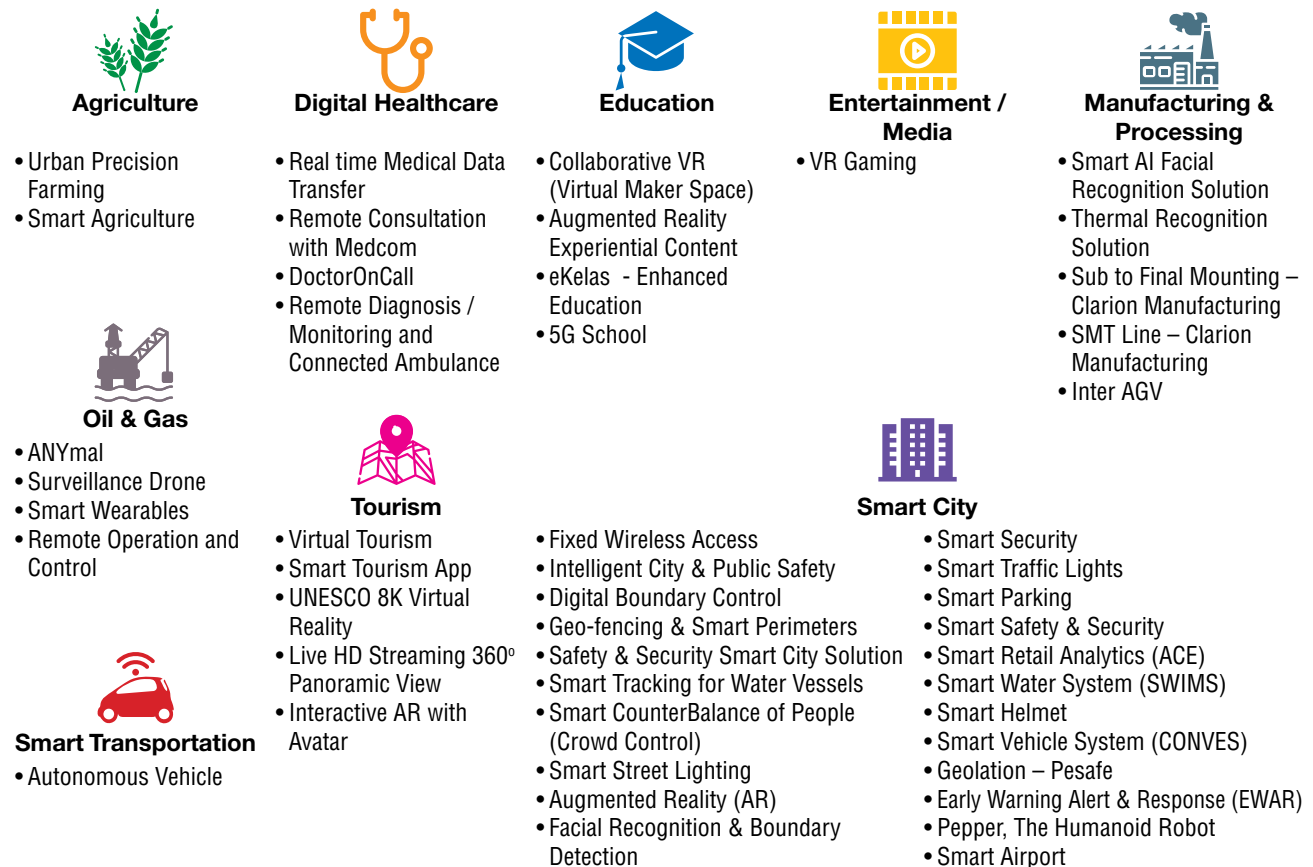 Agriculture
• Urban Precision
Farming
• Smart Agriculture
Digital Healthcare
• Real time Medical Data
Transfer
• Remote Consultation
with Medcom
• DoctorOnCall
• Remote Diagnosis /
Monitoring and
Connected Ambulance
Education
• Collaborative VR
(Virtual Maker Space)
• Augmented Reality
Experiential Content
• eKelas - Enhanced
Education
• 5G School
Entertainment /
Media
• VR Gaming
Manufacturing &
Processing
• Smart AI Facial
Recognition Solution
• Thermal Recognition
Solution
• Sub to Final Mounting –
Clarion Manufacturing
• SMT Line – Clarion
Manufacturing
• Inter AGV
Oil & Gas
• ANYmal
• Surveillance Drone
• Smart Wearables
• Remote Operation and
Control
Smart Transportation
• Autonomous Vehicle
Tourism
• Virtual Tourism
• Smart Tourism App
• UNESCO 8K Virtual
Reality
• Live HD Streaming 360º
Panoramic View
• Interactive AR with
Avatar
Smart City
• Fixed Wireless Access
• Intelligent City & Public Safety
• Digital Boundary Control
• Geo-fencing & Smart Perimeters
• Safety & Security Smart City Solution
• Smart Tracking for Water Vessels
• Smart CounterBalance of People
(Crowd Control)
• Smart Street Lighting
• Augmented Reality (AR)
• Facial Recognition & Boundary
Detection
• Smart Security
• Smart Traffic Lights
• Smart Parking
• Smart Safety & Security
• Smart Retail Analytics (ACE)
• Smart Water System (SWIMS)
• Smart Helmet
• Smart Vehicle System (CONVES)
• Geolation – Pesafe
• Early Warning Alert & Response (EWAR)
• Pepper, The Humanoid Robot
• Smart Airport